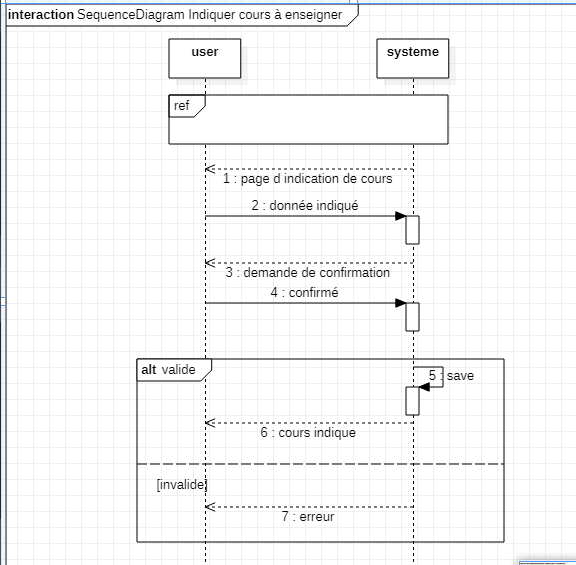 interaction SequenceDiagram Indiquer cours à enseigner
user
systeme
ref
1 : page d indication de cours
2 : donnée indiqué
3 : demande de confirmation
4 : confirmé
alt valide
5 : save
6 : cours indique
[invalide]
7 : erreur